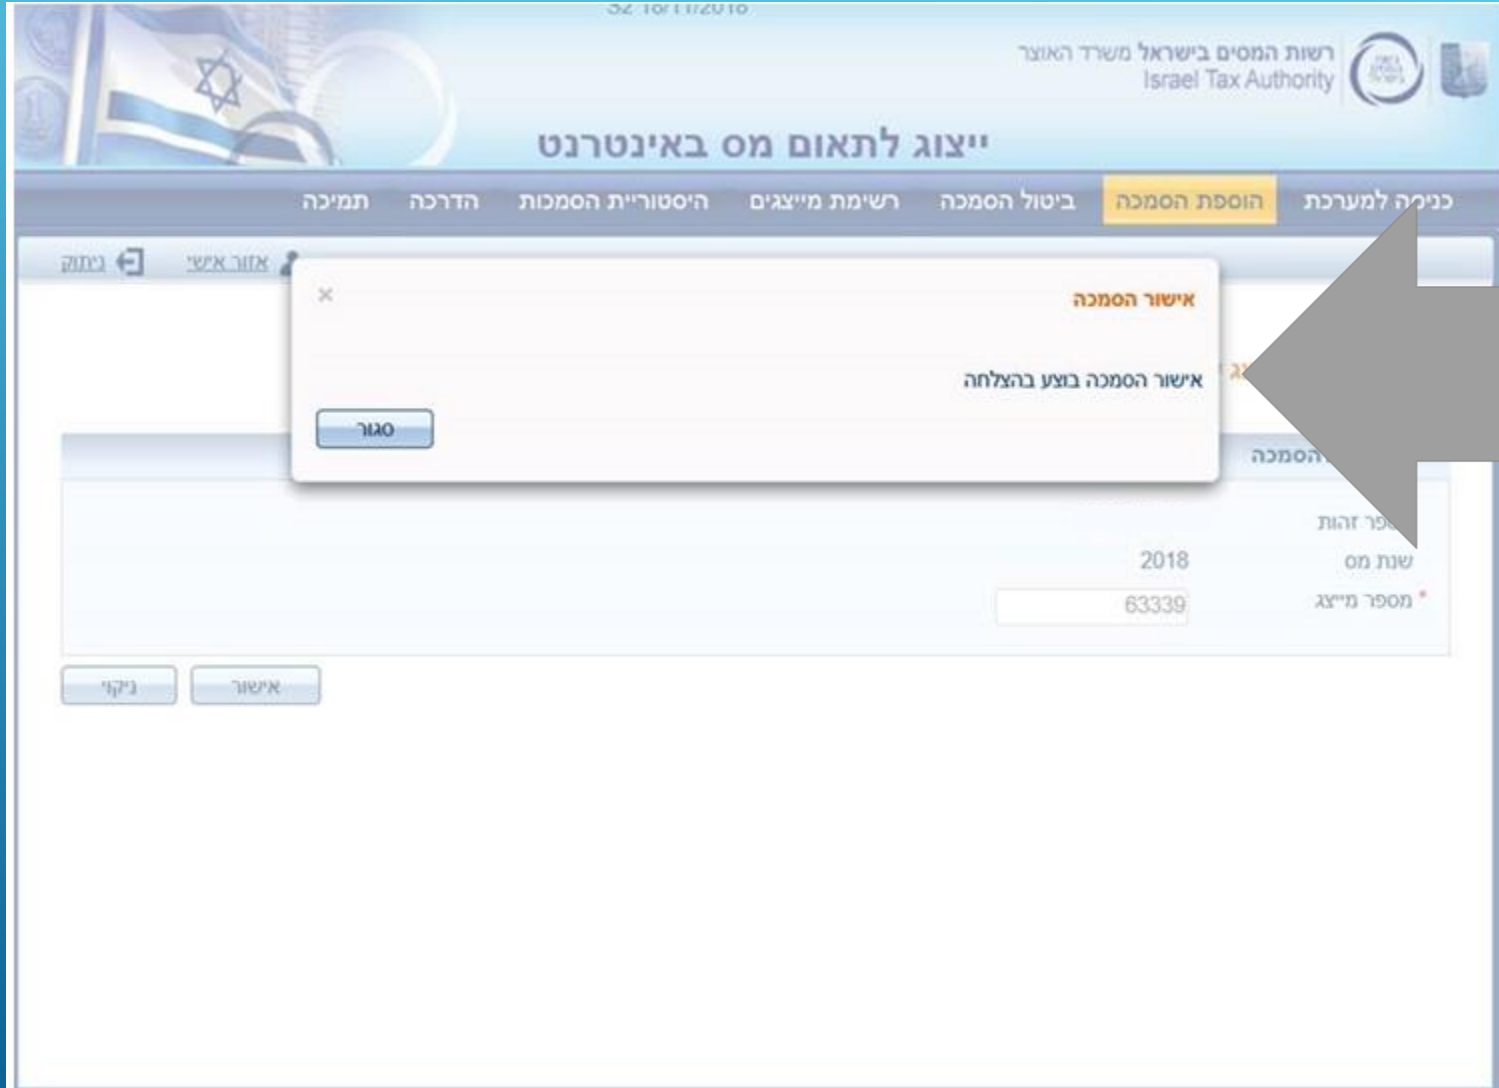 רשות המסים בישראל משרד האוצר
Israel Tax Authority
ייצוג לתאום מס באינטרנט
כניסה למערכת הוספת הסמכה ביטול הסמכה רשימת מייצגים היסטוריית הסמכות הדרכה תמיכה
אזור אישי ניתוק
אישור הסמכה
אישור הסמכה בוצע בהצלחה
סגור
הסמכה
זהות
שנת מס 2018
* מספר מייצג 63339
אישור ניקוי